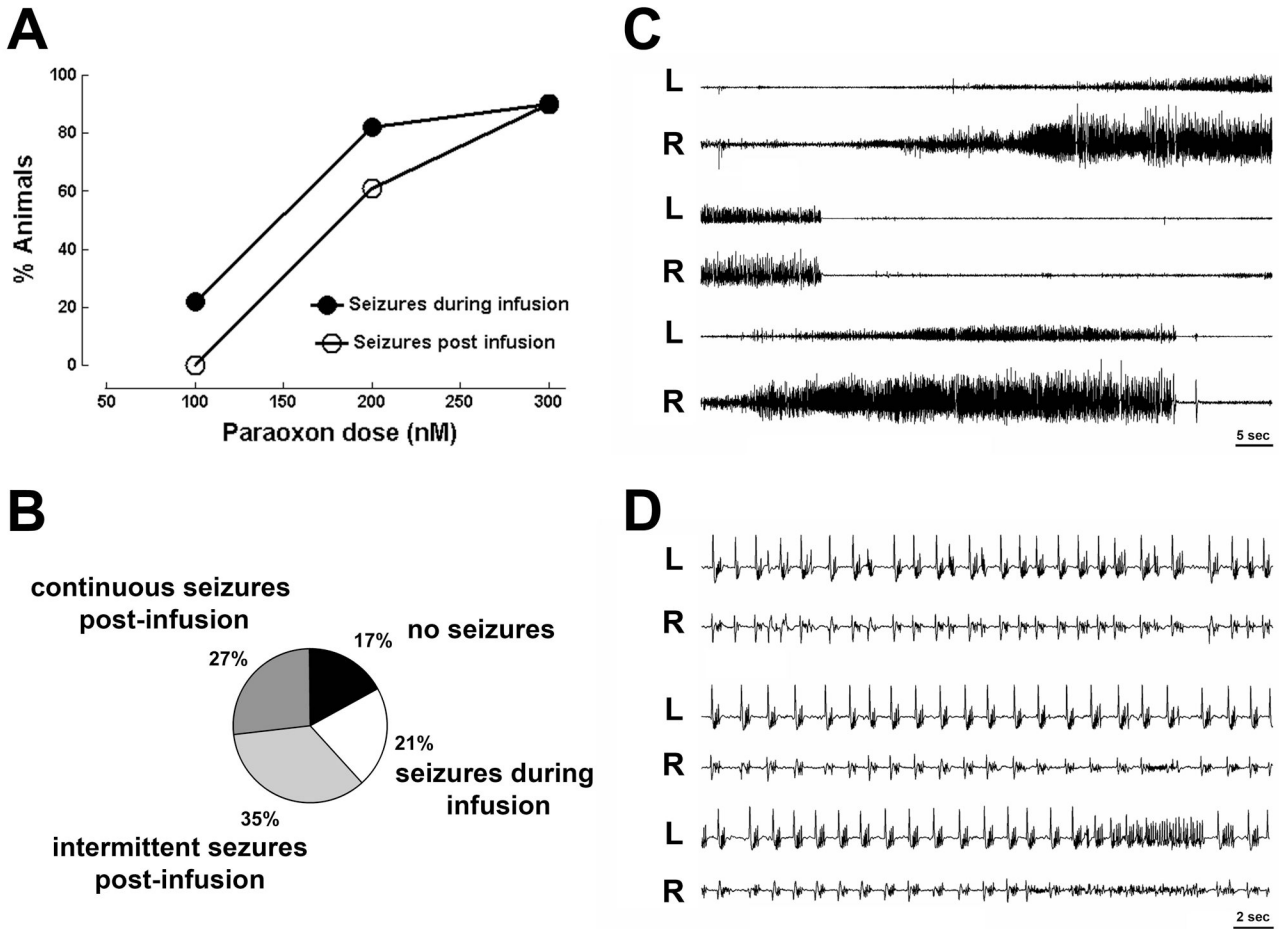 A
% Animals
100
80
60
40
20
0
50
100
150
200
250
300
Paraoxon dose (nM)
Seizures during infusion
Seizures post infusion
B
continuous seizures
post-infusion
27%
17%
no seizures
21%
seizures during
infusion
35%
intermittent sezures
post-infusion
C
L
R
L
R
L
R
5 sec
D
L
R
L
R
L
R
2 sec